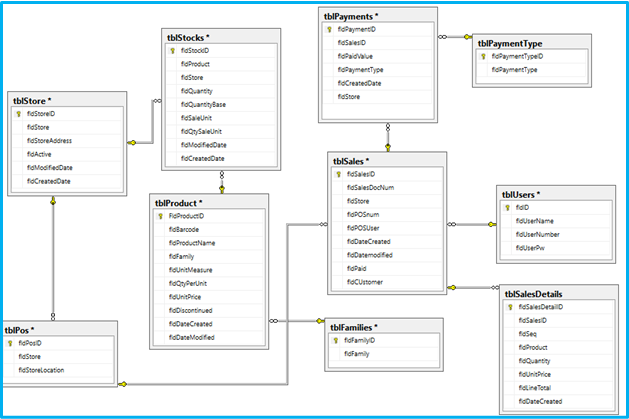 tblPayments *
fldPaymentID
fldSalesID
fldPaidValue
fldPaymentType
fldCreatedDate
fldStore
tblPaymentType
fldPaymentTypeID
fldPaymentType
tblStocks *
fldStockID
fldProduct
fldStore
fldQuantity
fldQuantityBase
fldSaleUnit
fldQtySaleUnit
fldModifiedDate
fldCreatedDate
tblStore *
fldStoreID
fldStore
fldStoreAddress
fldActive
fldModifiedDate
fldCreatedDate
tblSales *
fldSalesID
fldSalesDocNum
fldStore
fldPOSnum
fldPOSUser
fldDateCreated
fldDatemodified
fldPaid
fldCUstomer
tblUsers *
fldID
fldUserName
fldUserNumber
fldUserPw
tblProduct *
FldProductID
fldBarcode
fldProductName
fldFamily
fldUnitMeasure
fldQtyPerUnit
fldUnitPrice
fldDiscontinued
fldDateCreated
fldDateModified
tblSalesDetails
fldSalesDetailID
fldSalesID
fldSeq
fldProduct
fldQuantity
fldUnitPrice
fldLineTotal
fldDateCreated
tblPos *
fldPosID
fldStore
fldStoreLocation
tblFamilies *
fldFamilyID
fldFamily